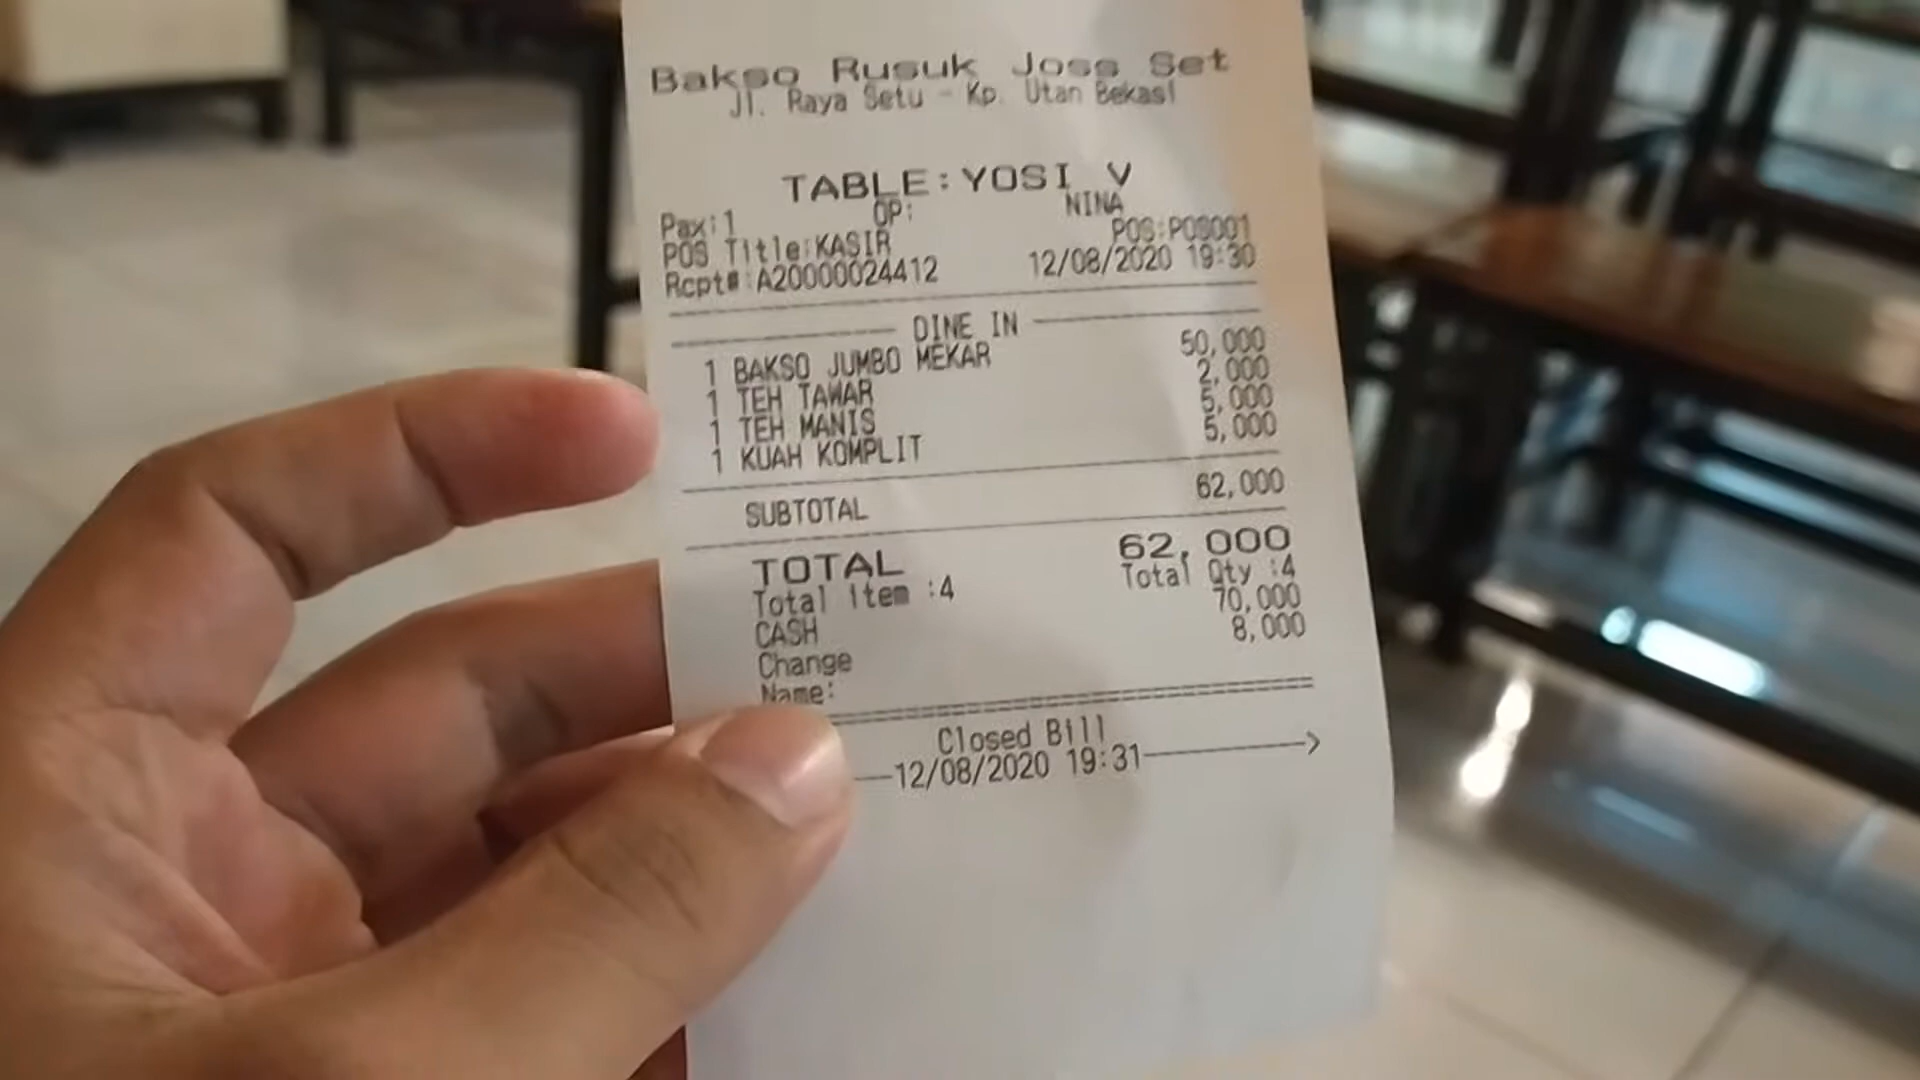 Bakso Rusuk Joss Set
Jl. Raya Setu - Kp. Utan Bekasi
TABLE:YOSI V
Pax:1 OP: NINA
POS Title:KASIR POS:POS001
Rcpt#:A20000024412 12/08/2020 19:30
DINE IN
1 BAKSO JUMBO MEKAR 50,000
1 TEH TAWAR 2,000
1 TEH MANIS 5,000
1 KUAH KOMPLIT 5,000
SUBTOTAL 62,000
TOTAL 62,000
Total Item :4 Total Qty :4
CASH 70,000
Change 8,000
Name:
Closed Bill
12/08/2020 19:31